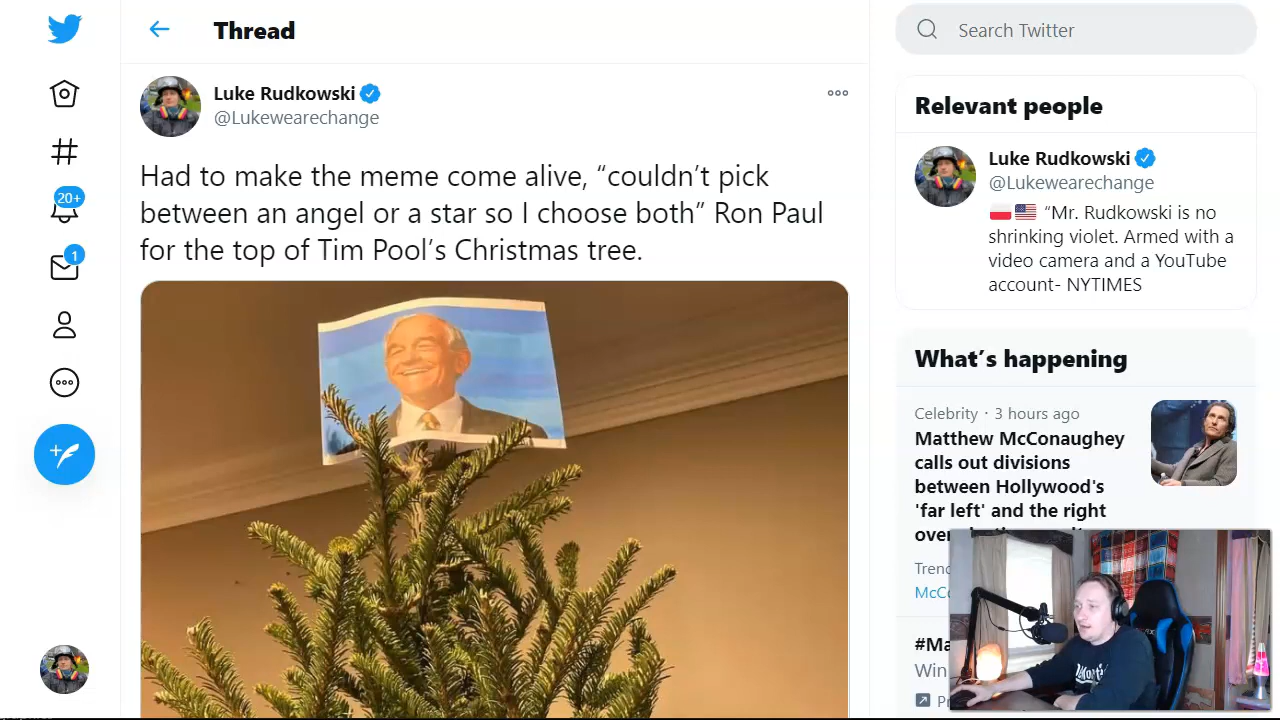 Thread
Search Twitter
Luke Rudkowski
@Lukewearechange
Had to make the meme come alive, “couldn’t pick
between an angel or a star so I choose both” Ron Paul
for the top of Tim Pool’s Christmas tree.
20+
1
Relevant people
Luke Rudkowski
@Lukewearechange
“Mr. Rudkowski is no
shrinking violet. Armed with a
video camera and a YouTube
account- NYTIMES
What’s happening
Celebrity · 3 hours ago
Matthew McConaughey
calls out divisions
between Hollywood's
'far left' and the right
Win